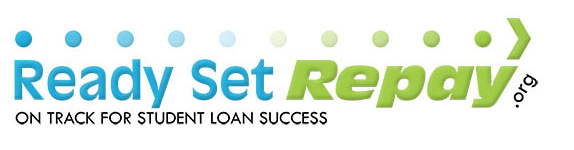 Ready Set Repay.org
ON TRACK FOR STUDENT LOAN SUCCESS